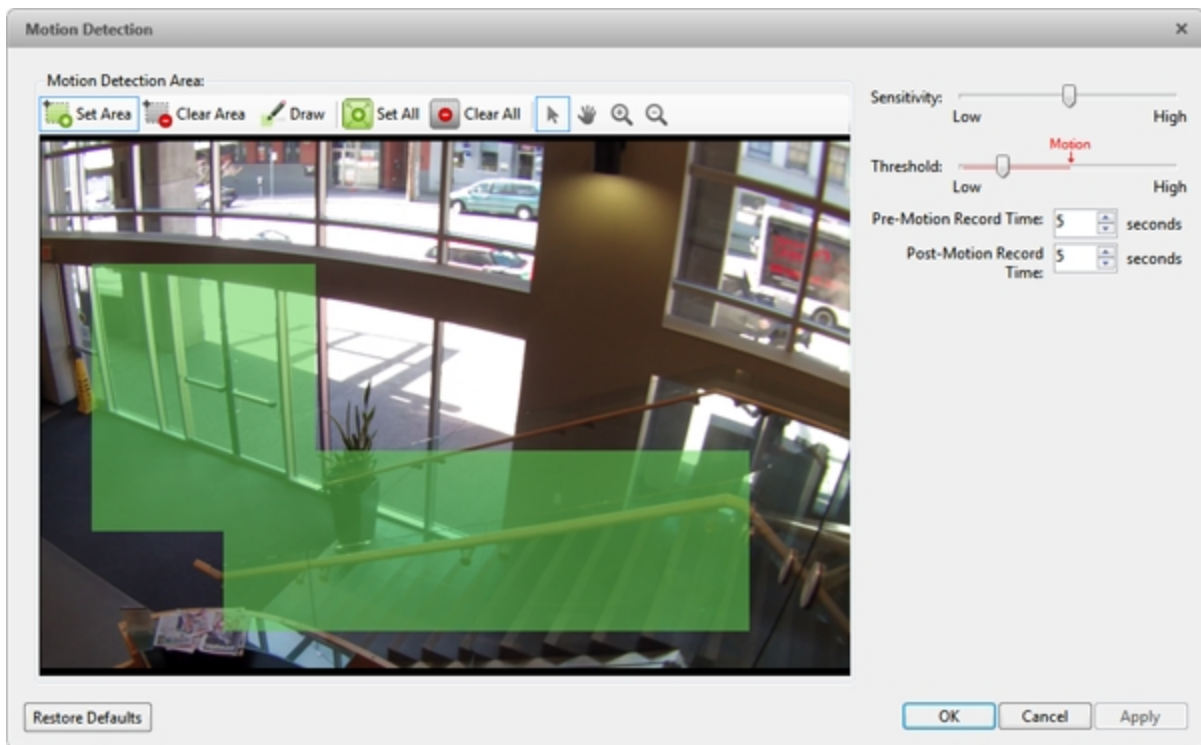 Motion Detection
Motion Detection Area:
Set Area Clear Area Draw Set All Clear All
Sensitivity:
Low High
Motion
Threshold:
Low High
Pre-Motion Record Time: 5 seconds
Post-Motion Record Time: 5 seconds
Restore Defaults
OK Cancel Apply